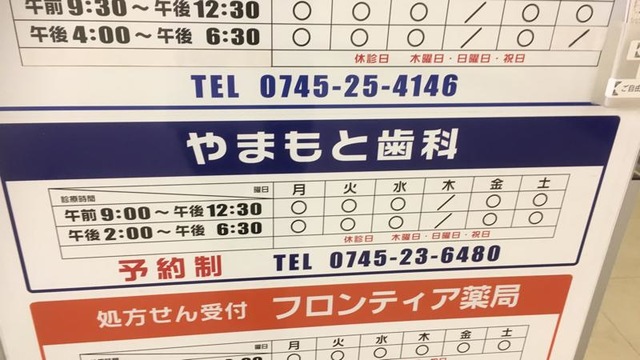 午前 9:30～午後 12:30 ○ ○ ○ ／ ○ ○
午後 4:00～午後 6:30 ○ ○ ○ ／ ○ ／
休診日 木曜日・日曜日・祝日
TEL 0745-25-4146
ご自由
やまもと歯科
診療時間 曜日 月 火 水 木 金 土
午前 9:00～午後 12:30 ○ ○ ○ ／ ○ ○
午後 2:00～午後 6:30 ○ ○ ○ ／ ○ ○
休診日 木曜日・日曜日・祝日
予約制 TEL 0745-23-6480
処方せん受付 フロンティア薬局
曜日 月 火 水 木 金 土